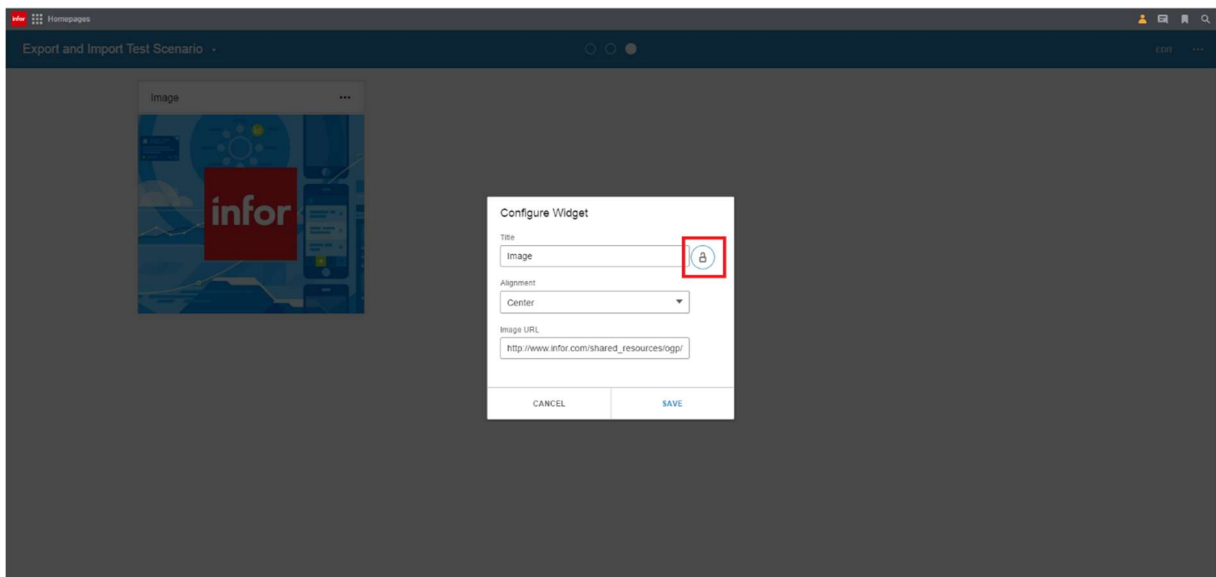 infor Homepages
Export and Import Test Scenario
EDIT
Image
infor
Configure Widget
Title
Image
Alignment
Center
Image URL
http://www.infor.com/shared_resources/ogp/
CANCEL SAVE